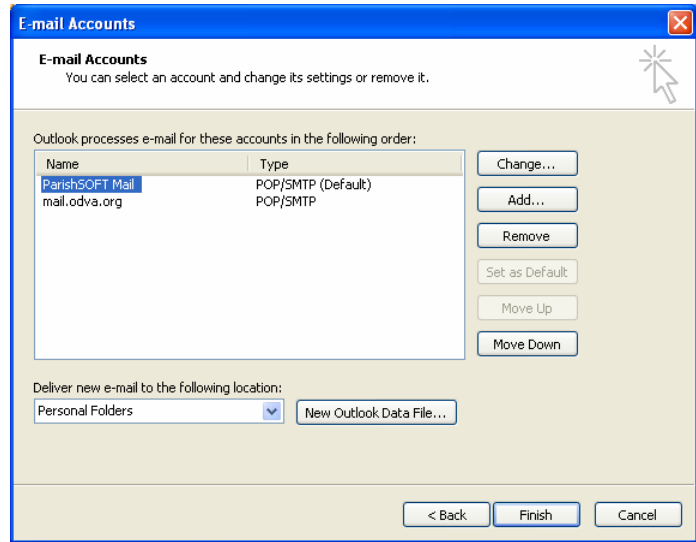 E-mail Accounts
E-mail Accounts
You can select an account and change its settings or remove it.
Outlook processes e-mail for these accounts in the following order:
Name Type
ParishSOFT Mail POP/SMTP (Default)
mail.odva.org POP/SMTP
Change...
Add...
Remove
Set as Default
Move Up
Move Down
Deliver new e-mail to the following location:
Personal Folders New Outlook Data File...
< Back Finish Cancel